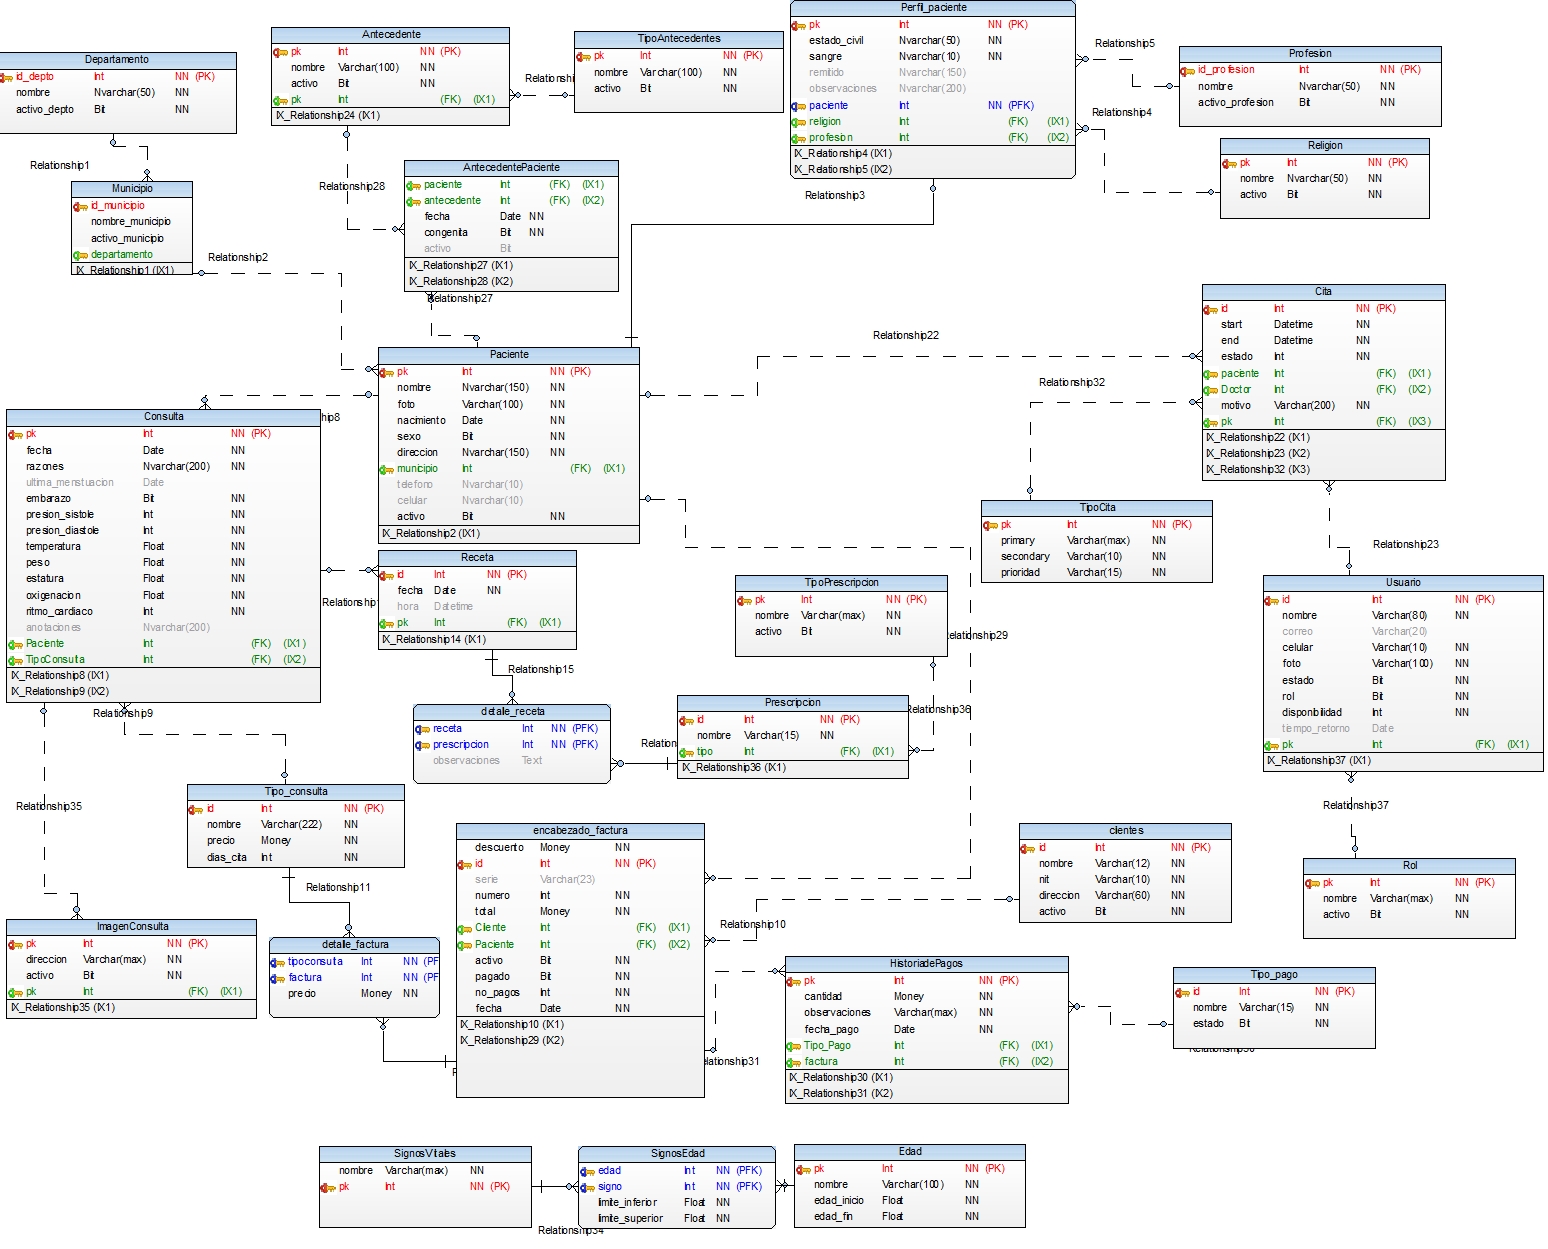 Departamento
id_depto Int NN (PK)
nombre Nvarchar(50) NN
activo_depto Bit NN
Relationship1
Municipio
id_municipio
nombre_municipio
activo_municipio
departamento
IX_Relationship1 (IX1)
Relationship2
Antecedente
pk Int NN (PK)
nombre Varchar(100) NN
activo Bit NN
pk Int (FK) (IX1)
IX_Relationship24 (IX1)
Relationshi
TipoAntecedentes
pk Int NN (PK)
nombre Varchar(100) NN
activo Bit NN
Relationship28
AntecedentePaciente
paciente Int (FK) (IX1)
antecedente Int (FK) (IX2)
fecha Date NN
congenita Bit NN
activo Bit
IX_Relationship27 (IX1)
IX_Relationship28 (IX2)
Relationship27
Perfil_paciente
pk Int NN (PK)
estado_civil Nvarchar(50) NN
sangre Nvarchar(10) NN
remitido Nvarchar(150)
observaciones Nvarchar(200)
paciente Int NN (PFK)
religion Int (FK) (IX1)
profesion Int (FK) (IX2)
IX_Relationship4 (IX1)
IX_Relationship5 (IX2)
Relationship3
Relationship5
Relationship4
Profesion
id_profesion Int NN (PK)
nombre Nvarchar(50) NN
activo_profesion Bit NN
Religion
pk Int NN (PK)
nombre Nvarchar(50) NN
activo Bit NN
Paciente
pk Int NN (PK)
nombre Nvarchar(150) NN
foto Varchar(100) NN
nacimiento Date NN
sexo Bit NN
direccion Nvarchar(150) NN
municipio Int (FK) (IX1)
telefono Nvarchar(10)
celular Nvarchar(10)
activo Bit NN
IX_Relationship2 (IX1)
Relationship22
Cita
id Int NN (PK)
start Datetime NN
end Datetime NN
estado Int NN
paciente Int (FK) (IX1)
Doctor Int (FK) (IX2)
motivo Varchar(200) NN
pk Int (FK) (IX3)
IX_Relationship22 (IX1)
IX_Relationship23 (IX2)
IX_Relationship32 (IX3)
Relationship32
TipoCita
pk Int NN (PK)
primary Varchar(max) NN
secondary Varchar(10) NN
prioridad Varchar(15) NN
Relationship23
hip8
Consulta
pk Int NN (PK)
fecha Date NN
razones Nvarchar(200) NN
ultima_menstuacion Date
embarazo Bit NN
presion_sistole Int NN
presion_diastole Int NN
temperatura Float NN
peso Float NN
estatura Float NN
oxigenacion Float NN
ritmo_cardiaco Int NN
anotaciones Nvarchar(200)
Paciente Int (FK) (IX1)
TipoConsulta Int (FK) (IX2)
IX_Relationship8 (IX1)
IX_Relationship9 (IX2)
Relationship9
Relationship
Receta
id Int NN (PK)
fecha Date NN
hora Datetime
pk Int (FK) (IX1)
IX_Relationship14 (IX1)
Relationship15
detalle_receta
receta Int NN (PFK)
prescripcion Int NN (PFK)
observaciones Text
Relation
TipoPrescripcion
pk Int NN (PK)
nombre Varchar(max) NN
activo Bit NN
elationship29
Relationship36
Prescripcion
id Int NN (PK)
nombre Varchar(15) NN
tipo Int (FK) (IX1)
IX_Relationship36 (IX1)
Usuario
id Int NN (PK)
nombre Varchar(80) NN
correo Varchar(20)
celular Varchar(10) NN
foto Varchar(100) NN
estado Bit NN
rol Bit NN
disponibilidad Int NN
tiempo_retorno Date
pk Int (FK) (IX1)
IX_Relationship37 (IX1)
Relationship37
Rol
pk Int NN (PK)
nombre Varchar(max) NN
activo Bit NN
Relationship35
Tipo_consulta
id Int NN (PK)
nombre Varchar(222) NN
precio Money NN
dias_cita Int NN
Relationship11
ImagenConsulta
pk Int NN (PK)
direccion Varchar(max) NN
activo Bit NN
pk Int (FK) (IX1)
IX_Relationship35 (IX1)
detalle_factura
tipoconsulta Int NN (PF
factura Int NN (PF
precio Money NN
encabezado_factura
descuento Money NN
id Int NN (PK)
serie Varchar(23)
numero Int NN
total Money NN
Cliente Int (FK) (IX1)
Paciente Int (FK) (IX2)
activo Bit NN
pagado Bit NN
no_pagos Int NN
fecha Date NN
IX_Relationship10 (IX1)
IX_Relationship29 (IX2)
Relationship10
elationship31
clientes
id Int NN (PK)
nombre Varchar(12) NN
nit Varchar(10) NN
direccion Varchar(60) NN
activo Bit NN
HistoriadePagos
pk Int NN (PK)
cantidad Money NN
observaciones Varchar(max) NN
fecha_pago Date NN
Tipo_Pago Int (FK) (IX1)
factura Int (FK) (IX2)
IX_Relationship30 (IX1)
IX_Relationship31 (IX2)
Tipo_pago
id Int NN (PK)
nombre Varchar(15) NN
estado Bit NN
SignosVitales
nombre Varchar(max) NN
pk Int NN (PK)
Relationship34
SignosEdad
edad Int NN (PFK)
signo Int NN (PFK)
limite_inferior Float NN
limite_superior Float NN
Edad
pk Int NN (PK)
nombre Varchar(100) NN
edad_inicio Float NN
edad_fin Float NN